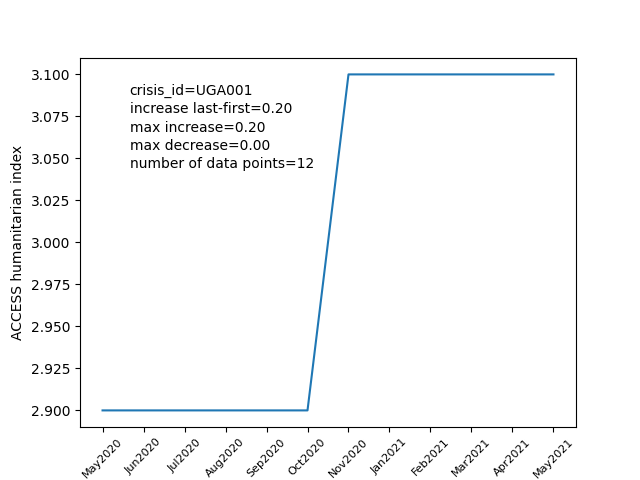 crisis_id=UGA001
increase last-first=0.20
max increase=0.20
max decrease=0.00
number of data points=12
ACCESS humanitarian index
3.100
3.075
3.050
3.025
3.000
2.975
2.950
2.925
2.900
May2020
Jun2020
Jul2020
Aug2020
Sep2020
Oct2020
Nov2020
Jan2021
Feb2021
Mar2021
Apr2021
May2021